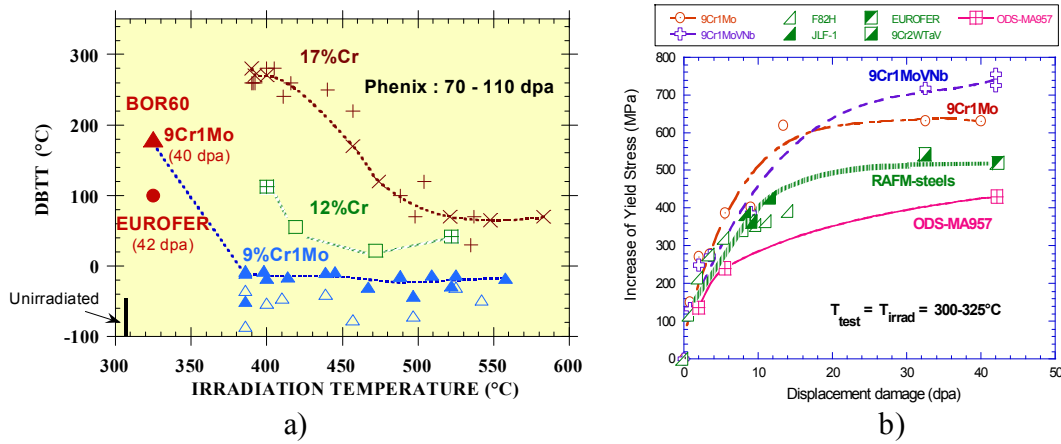 300
200
100
0
-100
DBTT (°C)
17%Cr
Phenix : 70 - 110 dpa
BOR60
9Cr1Mo
(40 dpa)
EUROFER
(42 dpa)
12%Cr
9%Cr1Mo
Unirradiated
300 350 400 450 500 550 600
IRRADIATION TEMPERATURE (°C)
a)
9Cr1Mo F82H EUROFER ODS-MA957
9Cr1MoVNb JLF-1 9Cr2WTaV
800
700
600
500
400
300
200
100
0
Increase of Yield Stress (MPa)
9Cr1MoVNb
9Cr1Mo
RAFM-steels
ODS-MA957
T test = T irrad = 300-325°C
0 10 20 30 40 50
Displacement damage (dpa)
b)